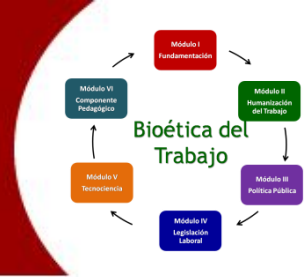 Módulo I
Fundamentación
Módulo II
Humanización
del Trabajo
Módulo III
Política Pública
Módulo IV
Legislación
Laboral
Módulo V
Tecnociencia
Módulo VI
Componente
Pedagógico
Bioética del
Trabajo